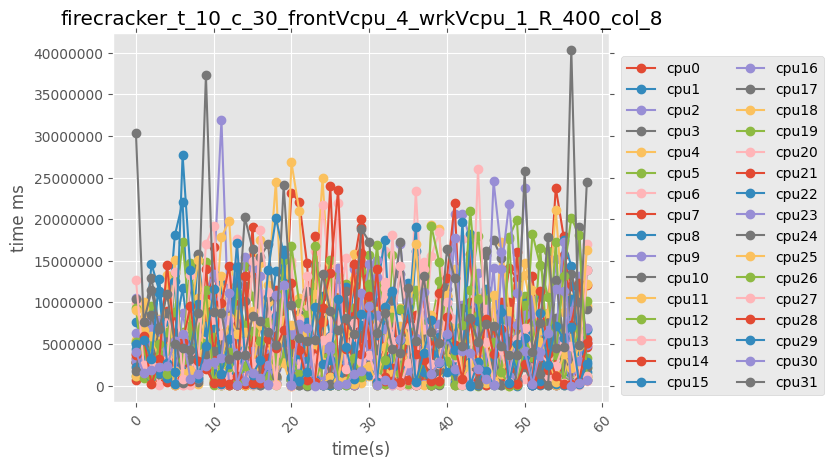 firecracker_t_10_c_30_frontVcpu_4_wrkVcpu_1_R_400_col_8
time ms
40000000
35000000
30000000
25000000
20000000
15000000
10000000
5000000
0
0
10
20
30
40
50
60
time(s)
cpu0
cpu1
cpu2
cpu3
cpu4
cpu5
cpu6
cpu7
cpu8
cpu9
cpu10
cpu11
cpu12
cpu13
cpu14
cpu15
cpu16
cpu17
cpu18
cpu19
cpu20
cpu21
cpu22
cpu23
cpu24
cpu25
cpu26
cpu27
cpu28
cpu29
cpu30
cpu31